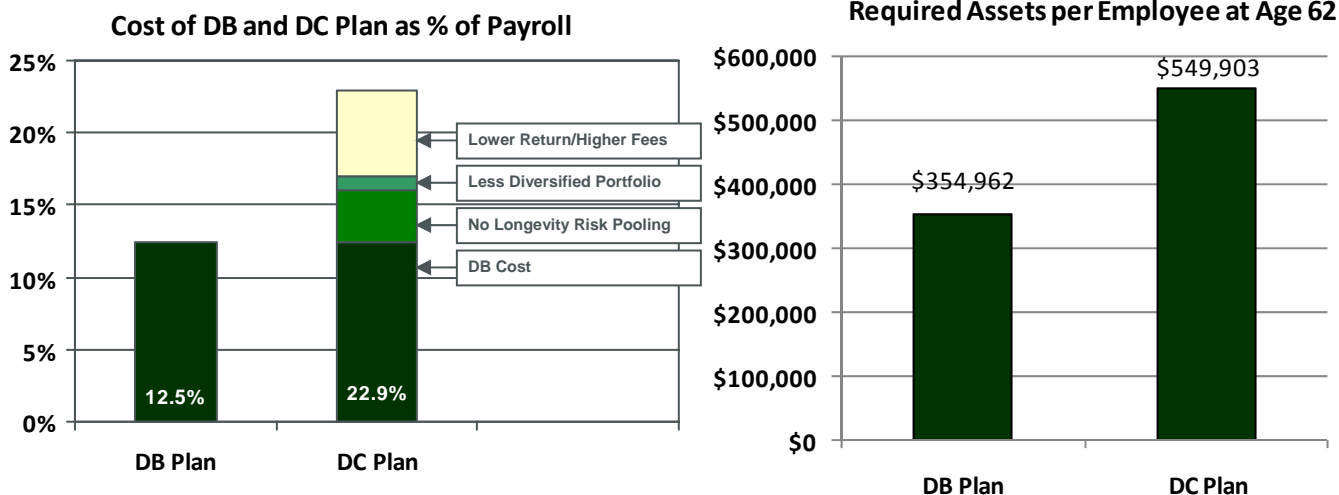 Cost of DB and DC Plan as % of Payroll
25%
20%
15%
10%
5%
0%
Lower Return/Higher Fees
Less Diversified Portfolio
No Longevity Risk Pooling
DB Cost
12.5%
22.9%
DB Plan
DC Plan
Required Assets per Employee at Age 62
$600,000
$500,000
$400,000
$300,000
$200,000
$100,000
$0
$549,903
$354,962
DB Plan
DC Plan